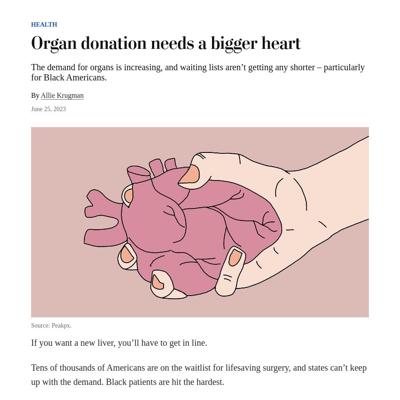 HEALTH
Organ donation needs a bigger heart
The demand for organs is increasing, and waiting lists aren’t getting any shorter – particularly
for Black Americans.
By Allie Krugman
June 25, 2023
Source: Peakpx.
If you want a new liver, you’ll have to get in line.
Tens of thousands of Americans are on the waitlist for lifesaving surgery, and states can’t keep
up with the demand. Black patients are hit the hardest.